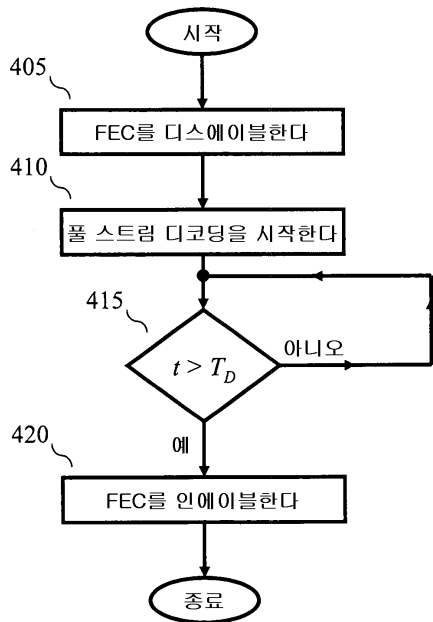 시작
405
FEC를 디스에이블한다
410
풀 스트림 디코딩을 시작한다
415
t > T_D
아니오
예
420
FEC를 인에이블한다
종료